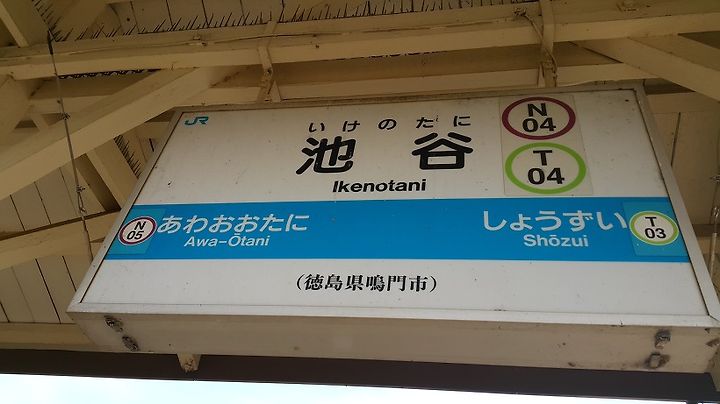 JR
いけのたに
池谷
Ikenotani
N
04
T
04
N
05
あわおおたに
Awa-Ōtani
しょうずい
Shōzui
T
03
(徳島県鳴門市)